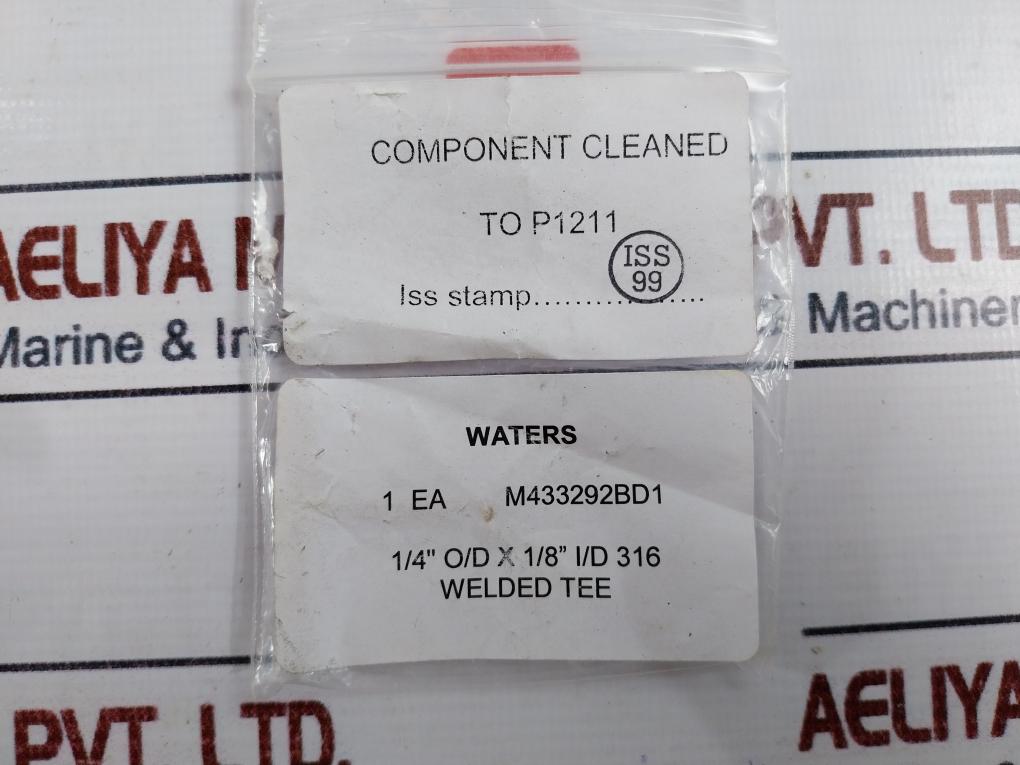 COMPONENT CLEANED
TO P1211
ISS
99
Iss stamp.................
AELIYA
PVT. LTD
Marine &
Machiner
WATERS
1 EA M433292BD1
1/4" O/D X 1/8” I/D 316
WELDED TEE
PVT. LTD.
AELIYA